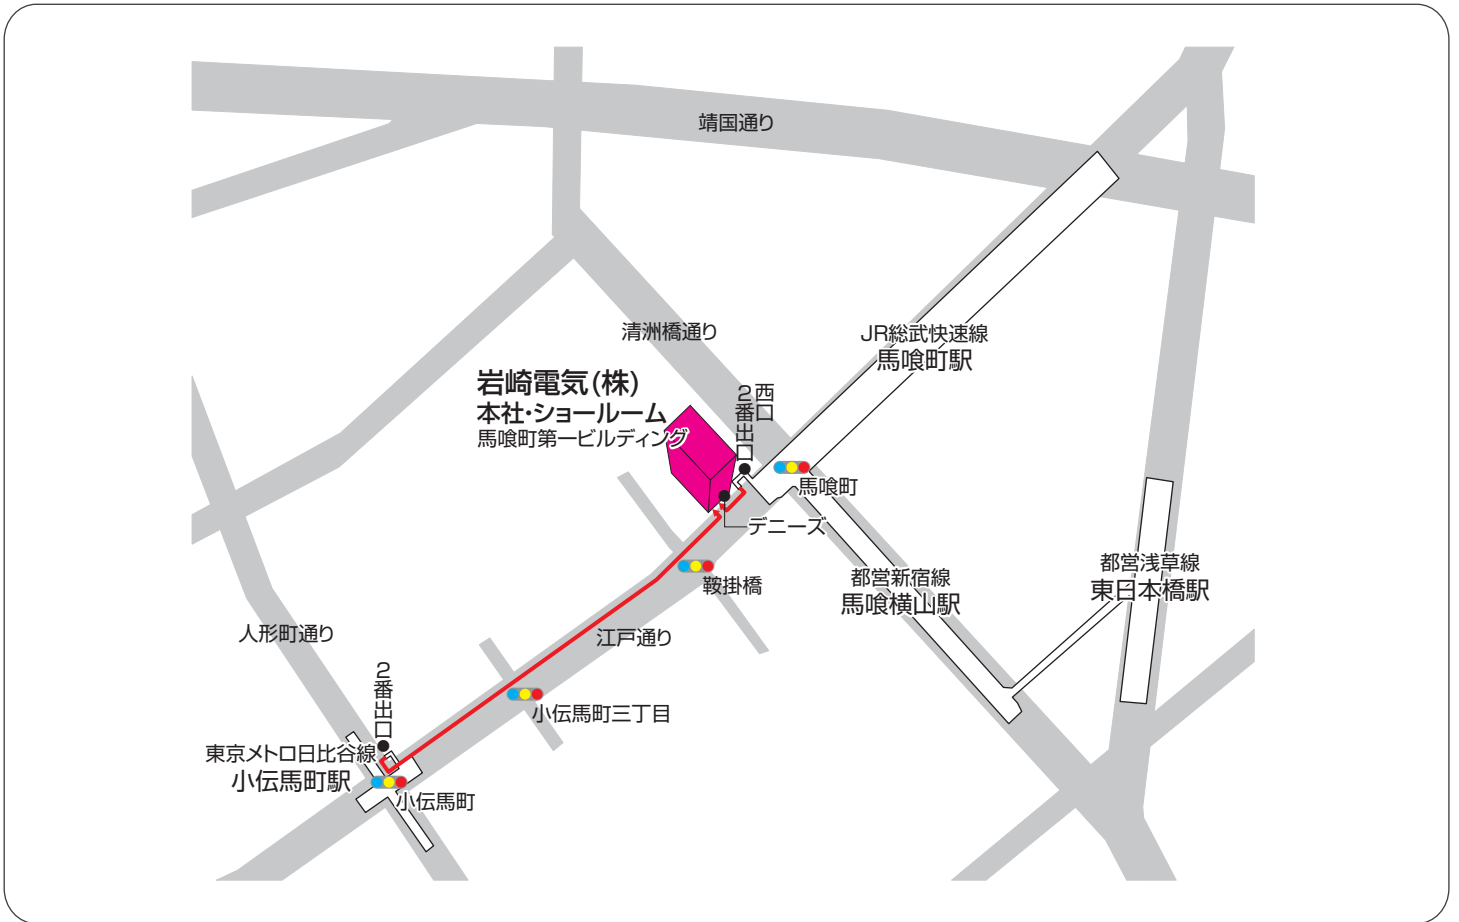 靖国通り
清洲橋通り
JR総武快速線
馬喰町駅
岩崎電気(株)
本社・ショールーム
馬喰町第一ビルディング
西口
2番出口
馬喰町
デニーズ
鞍掛橋
都営新宿線
馬喰横山駅
都営浅草線
東日本橋駅
人形町通り
江戸通り
2番出口
小伝馬町三丁目
東京メトロ日比谷線
小伝馬町駅
小伝馬町